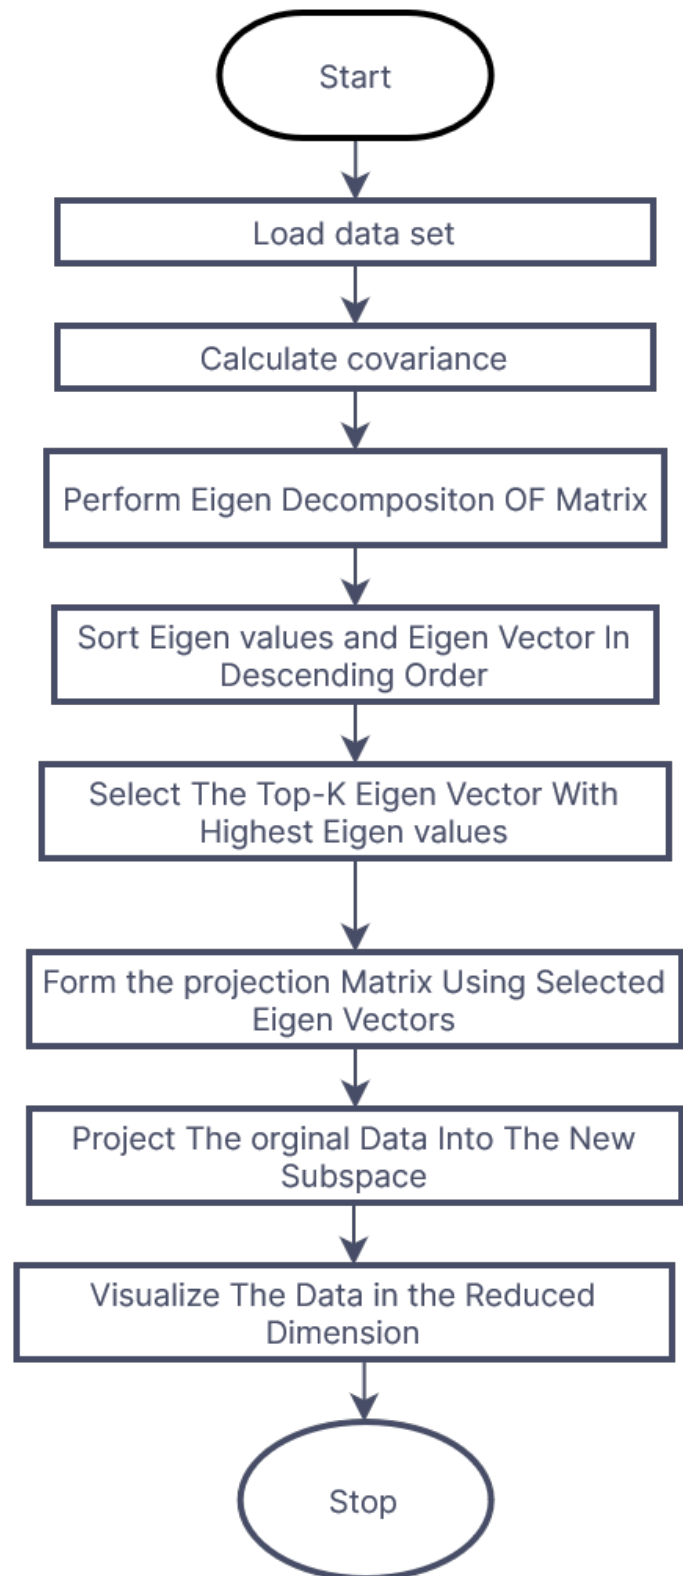 Start
Load data set
Calculate covariance
Perform Eigen Decompositon OF Matrix
Sort Eigen values and Eigen Vector In
Descending Order
Select The Top-K Eigen Vector With
Highest Eigen values
Form the projection Matrix Using Selected
Eigen Vectors
Project The orginal Data Into The New
Subspace
Visualize The Data in the Reduced
Dimension
Stop